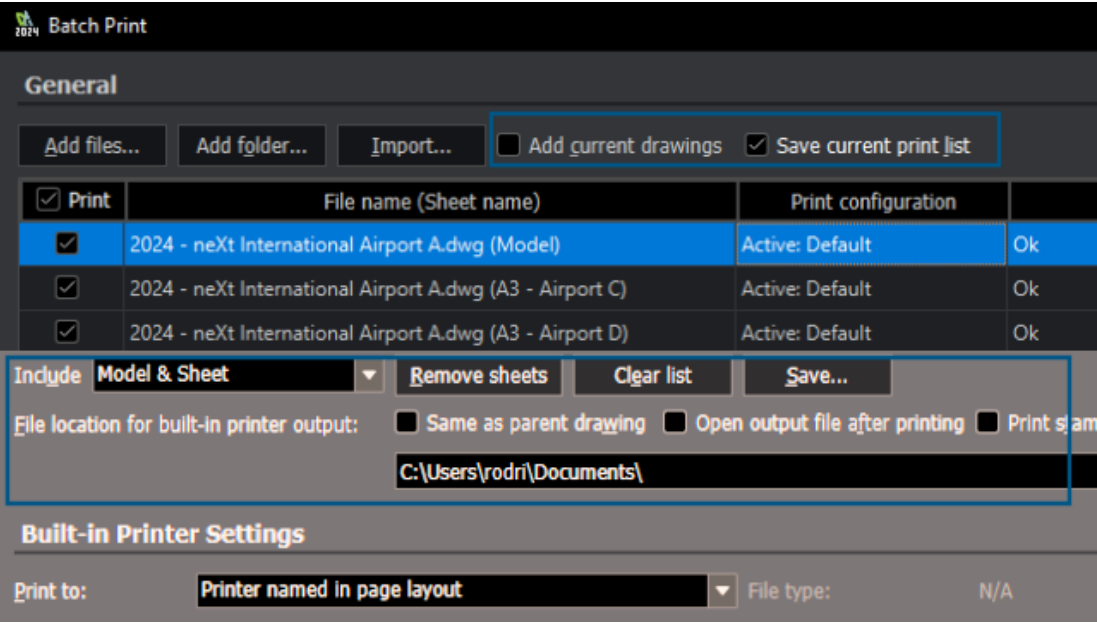 2024 Batch Print
General
Add files... Add folder... Import... Add current drawings Save current print list
Print File name (Sheet name) Print configuration
2024 - neXt International Airport A.dwg (Model) Active: Default Ok
2024 - neXt International Airport A.dwg (A3 - Airport C) Active: Default Ok
2024 - neXt International Airport A.dwg (A3 - Airport D) Active: Default Ok
Include Model & Sheet Remove sheets Clear list Save...
File location for built-in printer output: Same as parent drawing Open output file after printing Print stam
C:\Users\rodri\Documents\
Built-in Printer Settings
Print to: Printer named in page layout File type: N/A